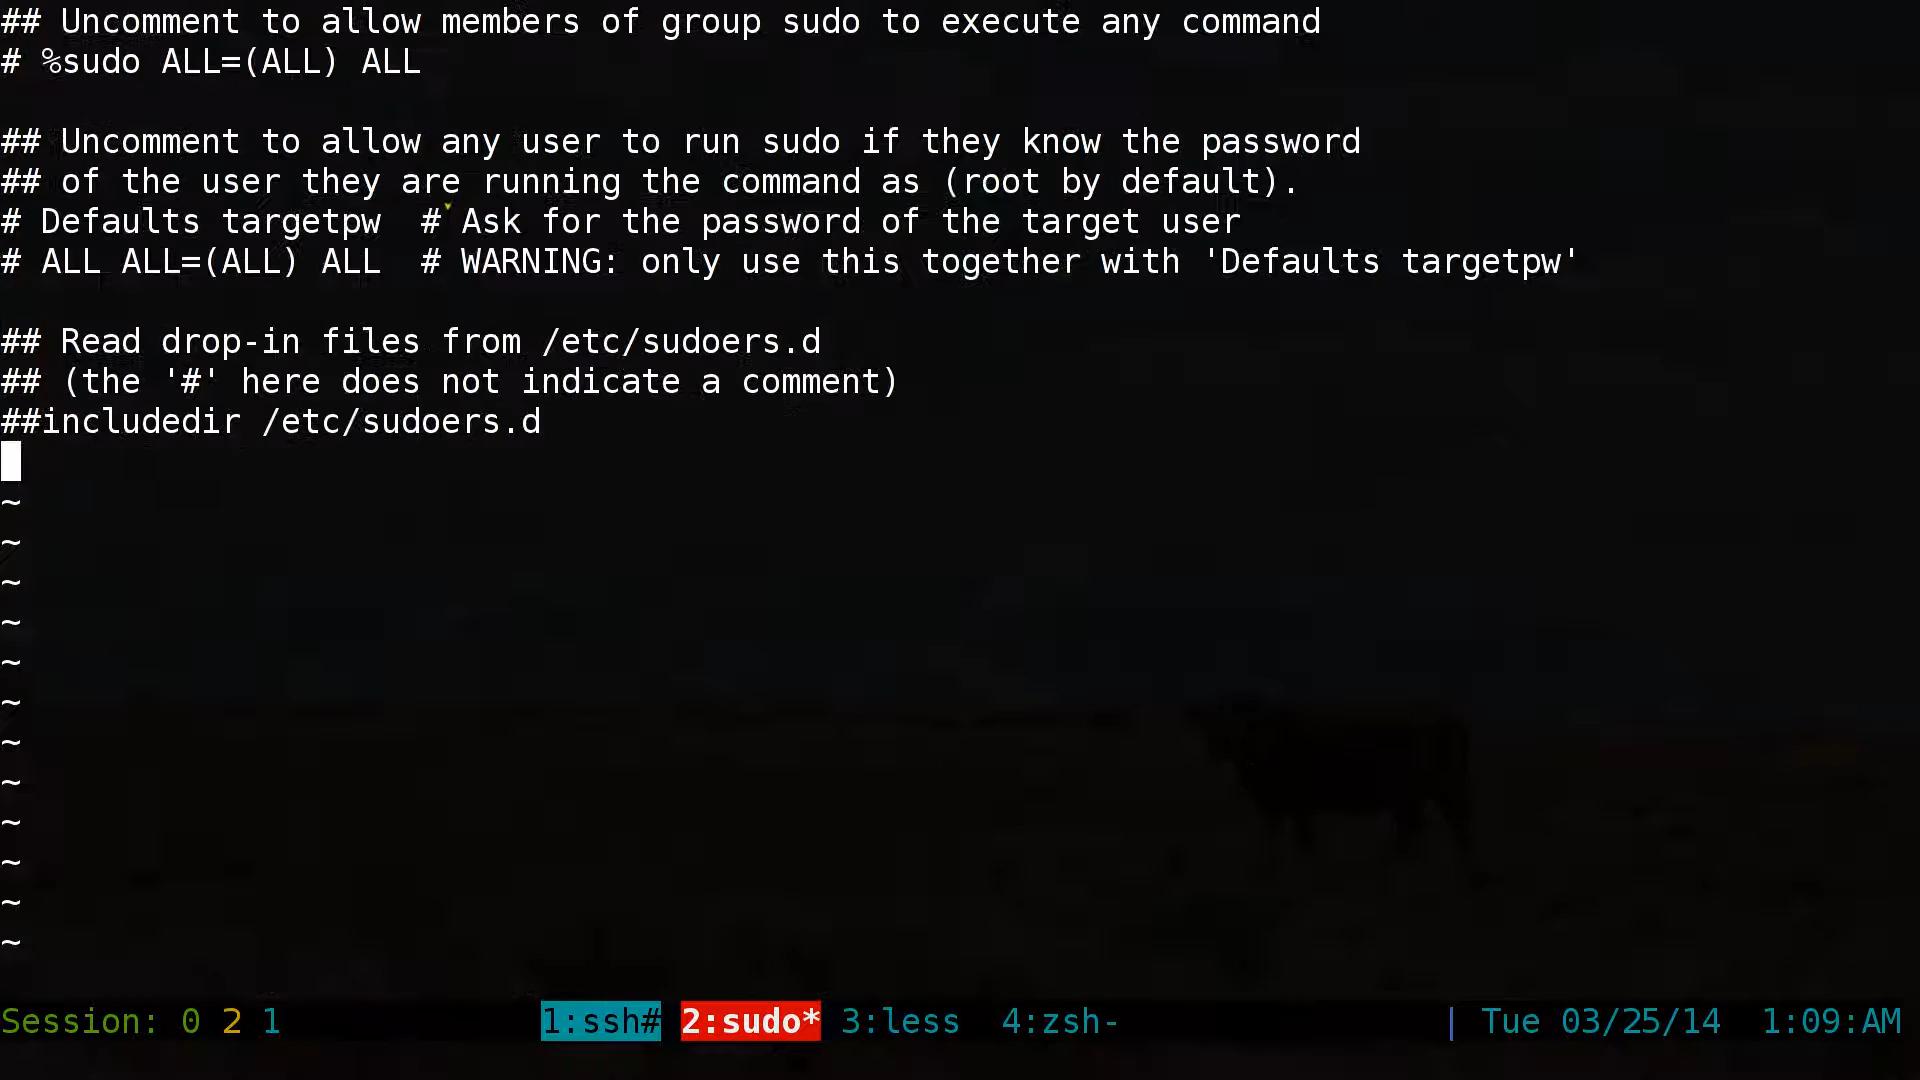 ## Uncomment to allow members of group sudo to execute any command
# %sudo ALL=(ALL) ALL
## Uncomment to allow any user to run sudo if they know the password
## of the user they are running the command as (root by default).
# Defaults targetpw  # Ask for the password of the target user
# ALL ALL=(ALL) ALL  # WARNING: only use this together with 'Defaults targetpw'
## Read drop-in files from /etc/sudoers.d
## (the '#' here does not indicate a comment)
##includedir /etc/sudoers.d
~
~
~
~
~
~
~
~
~
~
~
~
Session: 0 2 1 1:ssh# 2:sudo* 3:less 4:zsh- | Tue 03/25/14 1:09:AM